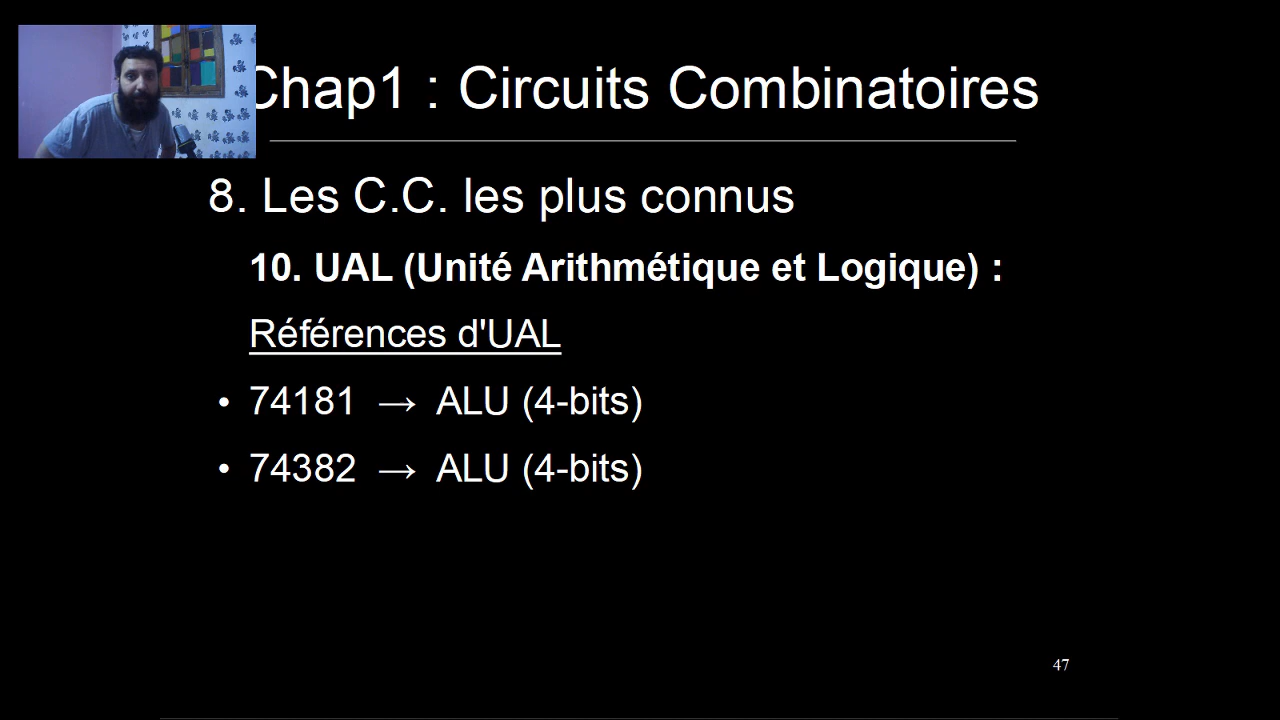 Chap1 : Circuits Combinatoires
8. Les C.C. les plus connus
10. UAL (Unité Arithmétique et Logique) :
Références d'UAL
• 74181 → ALU (4-bits)
• 74382 → ALU (4-bits)
47